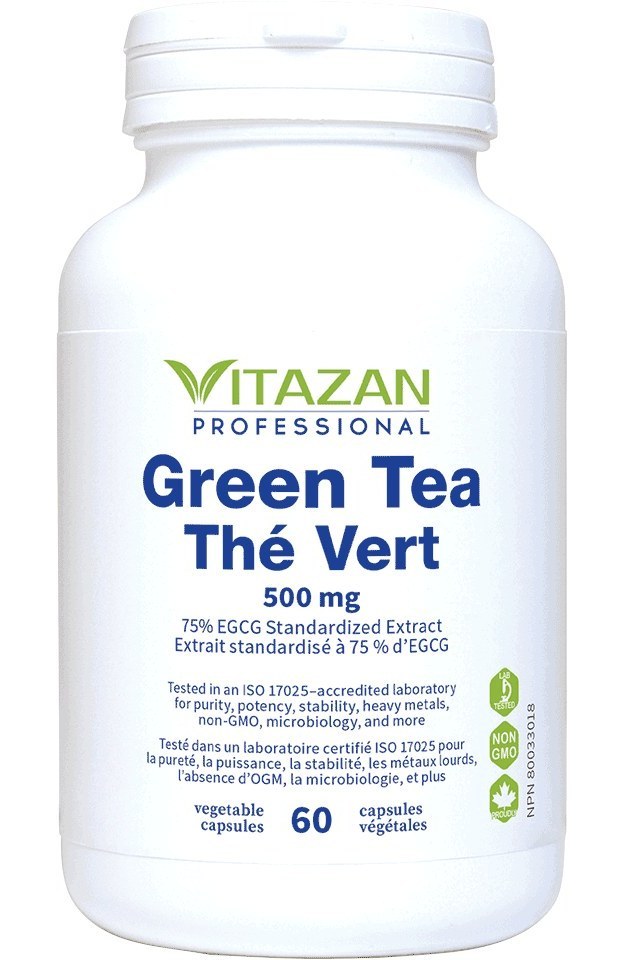 VITAZAN
PROFESSIONAL
Green Tea
Thé Vert
500 mg
75% EGCG Standardized Extract
Extrait standardisé à 75 % d’EGCG
Tested in an ISO 17025–accredited laboratory
for purity, potency, stability, heavy metals,
non-GMO, microbiology, and more
Testé dans un laboratoire certifié ISO 17025 pour
la pureté, la puissance, la stabilité, les métaux lourds,
l’absence d’OGM, la microbiologie, et plus
vegetable
capsules
60
capsules
végétales
LAB
TESTED
NON
GMO
PROUDLY
NPN 80033018